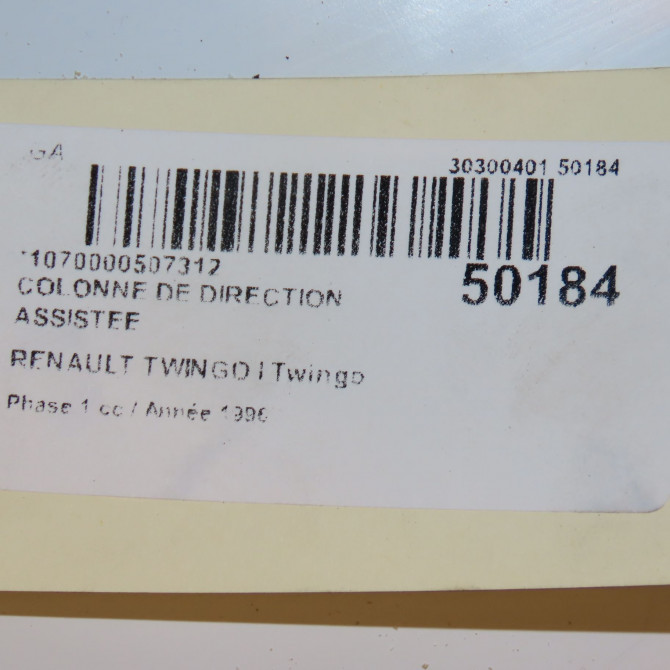 30300401 50184
1070000507312
50184
COLONNE DE DIRECTION
ASSISTEE
RENAULT TWINGO I Twingo
Phase 1 cc / Année 1996